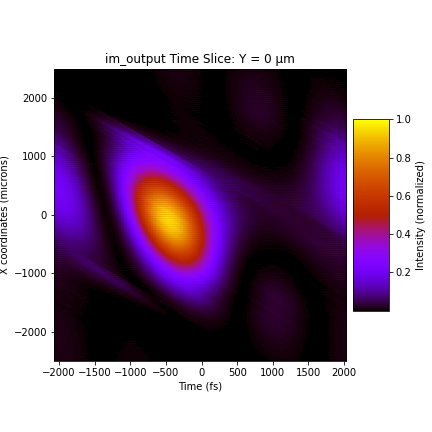 im_output Time Slice: Y = 0 μm
2000
1000
0
−1000
−2000
X coordinates (microns)
−2000 −1500 −1000 −500 0 500 1000 1500 2000
Time (fs)
1.0
0.8
0.6
0.4
0.2
Intensity (normalized)